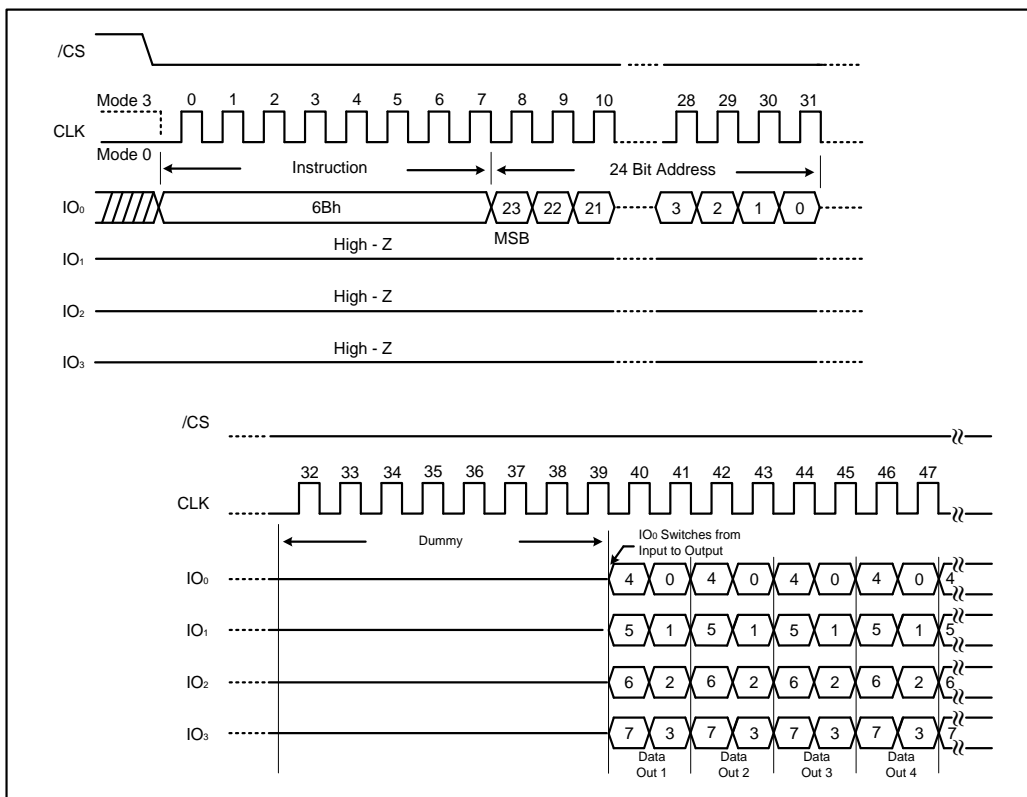 /CS
Mode 3 0 1 2 3 4 5 6 7 8 9 10 28 29 30 31
CLK
Mode 0
Instruction 24 Bit Address
IO₀ 6Bh 23 22 21 3 2 1 0
MSB
High - Z
IO₁
High - Z
IO₂
High - Z
IO₃
/CS
32 33 34 35 36 37 38 39 40 41 42 43 44 45 46 47
CLK
Dummy
IO₀ Switches from
Input to Output
IO₀ 4 0 4 0 4 0 4 0 4
IO₁ 5 1 5 1 5 1 5 1 5
IO₂ 6 2 6 2 6 2 6 2 6
IO₃ 7 3 7 3 7 3 7 3 7
Data Data Data Data
Out 1 Out 2 Out 3 Out 4